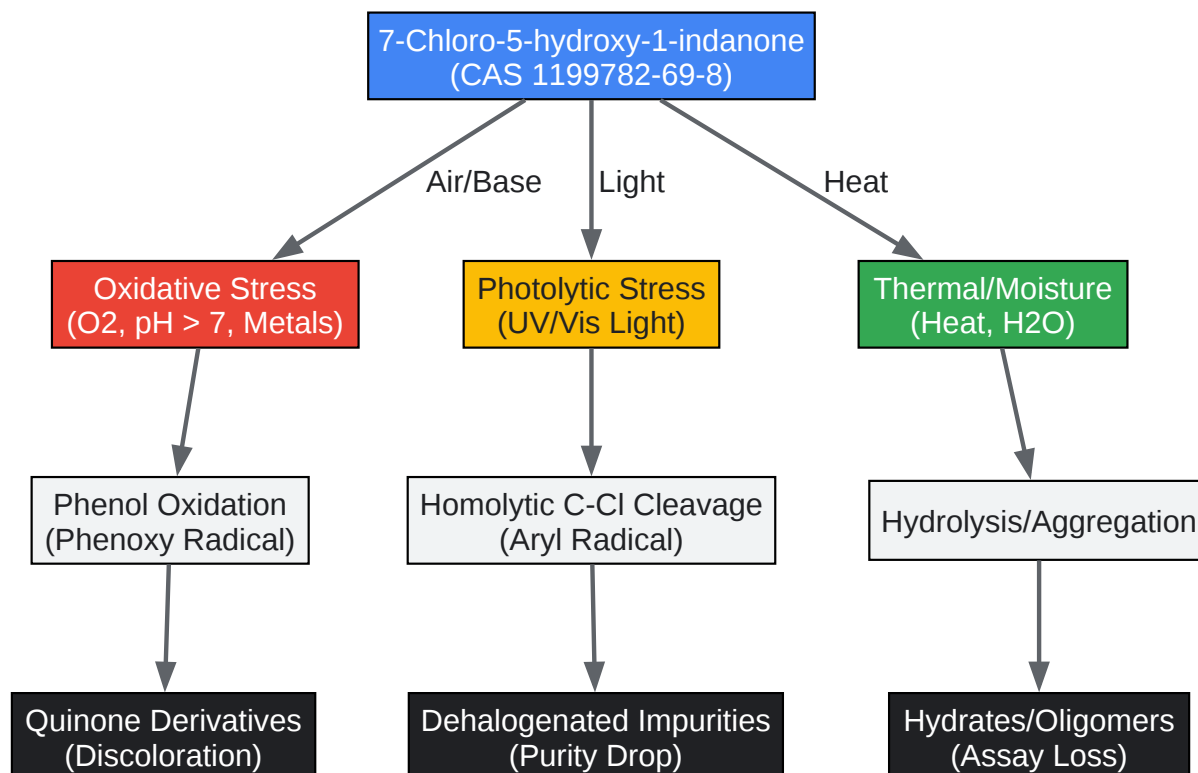 7-Chloro-5-hydroxy-1-indanone
(CAS 1199782-69-8)
Air/Base
Light
Heat
Oxidative Stress
(O2, pH > 7, Metals)
Photolytic Stress
(UV/Vis Light)
Thermal/Moisture
(Heat, H2O)
Phenol Oxidation
(Phenoxy Radical)
Homolytic C-Cl Cleavage
(Aryl Radical)
Hydrolysis/Aggregation
Quinone Derivatives
(Discoloration)
Dehalogenated Impurities
(Purity Drop)
Hydrates/Oligomers
(Assay Loss)